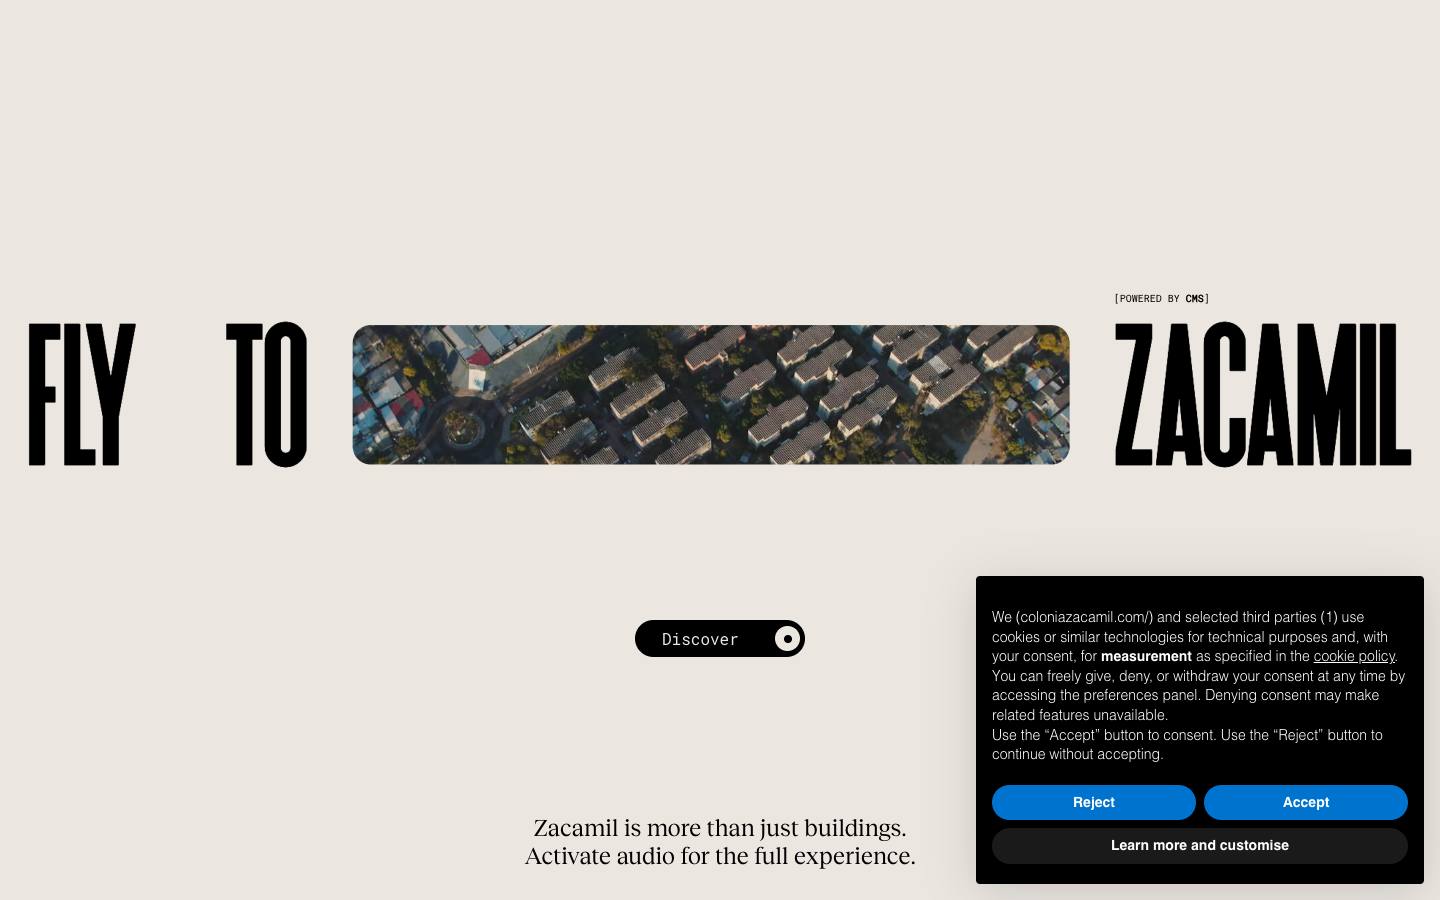 [POWERED BY CMS]
FLY TO ZACAMIL
Discover
Zacamil is more than just buildings.
Activate audio for the full experience.
We (coloniazacamil.com/) and selected third parties (1) use
cookies or similar technologies for technical purposes and, with
your consent, for measurement as specified in the cookie policy.
You can freely give, deny, or withdraw your consent at any time by
accessing the preferences panel. Denying consent may make
related features unavailable.
Use the “Accept” button to consent. Use the “Reject” button to
continue without accepting.
Reject
Accept
Learn more and customise